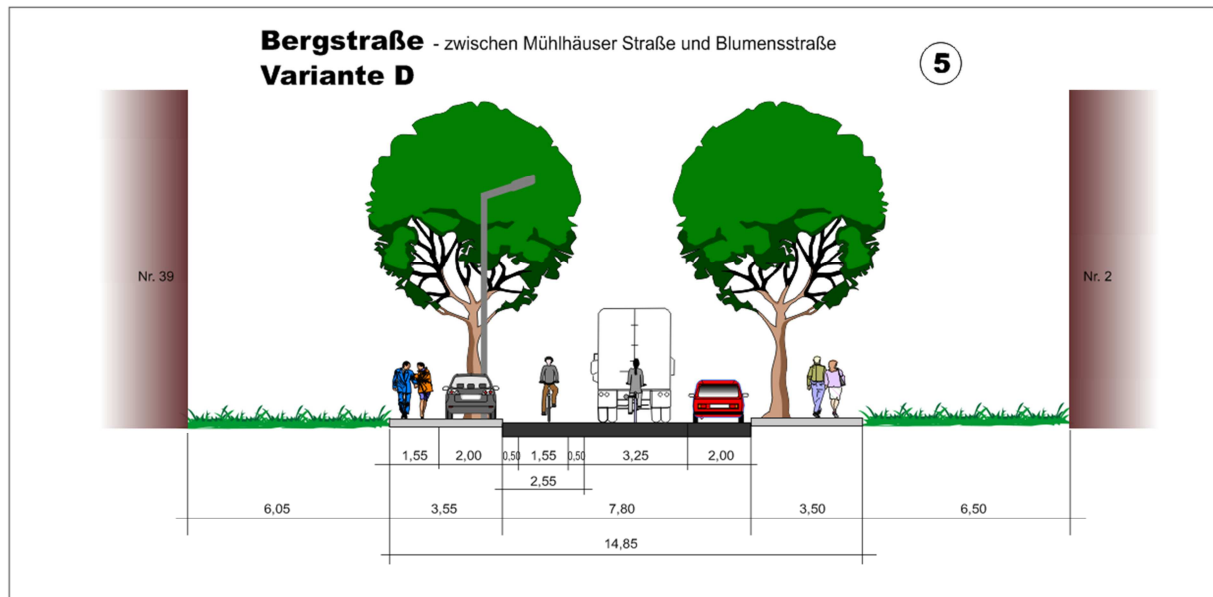 Bergstraße - zwischen Mühlhäuser Straße und Blumensstraße
Variante D
5
Nr. 39
Nr. 2
1,55 2,00 0,50 1,55 0,50 3,25 2,00
2,55
6,05 3,55 7,80 3,50 6,50
14,85